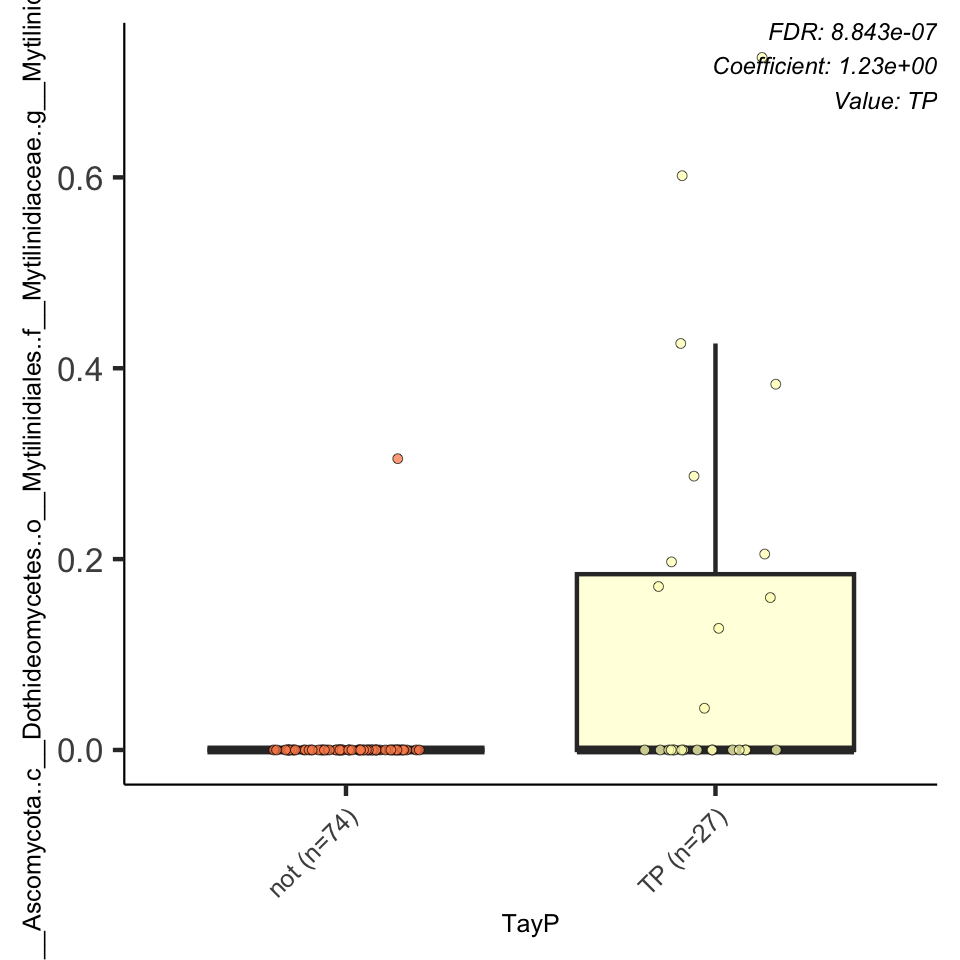 FDR: 8.843e-07
Coefficient: 1.23e+00
Value: TP
__Ascomycota..c__Dothideomycetes..o__Mytilinidiales..f__Mytilinidiaceae..g__Mytilinic
0.6
0.4
0.2
0.0
not (n=74)
TP (n=27)
TayP